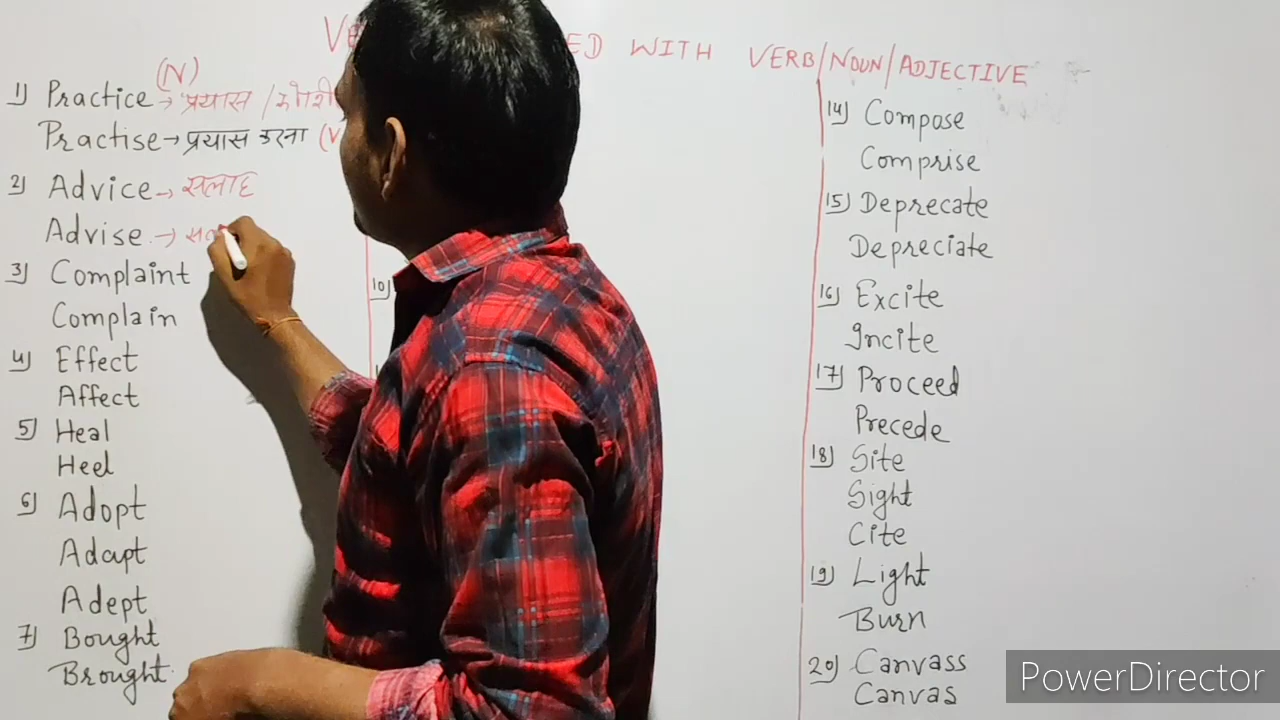 WITH VERB/NOUN/ADJECTIVE
(N)
1) Practice → प्रयास /
Practise → प्रयास करना
2) Advice → सलाह
Advise →
3) Complaint
Complain
4) Effect
Affect
5) Heal
Heel
6) Adopt
Adapt
Adept
7) Bought
Brought
10)
14) Compose
Comprise
15) Deprecate
Depreciate
16) Excite
Incite
17) Proceed
Precede
18) Site
Sight
Cite
19) Light
Burn
20) Canvass
Canvas
PowerDirector